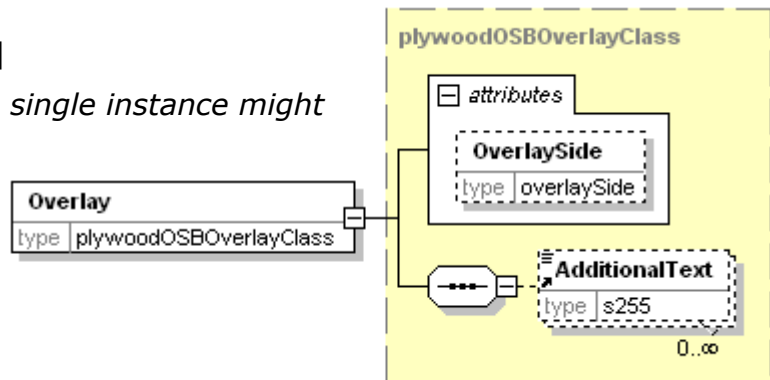 plywoodOSBOverlayClass
single instance might
attributes
OverlaySide
type overlaySide
Overlay
type plywoodOSBOverlayClass
AdditionalText
type s255
0..∞